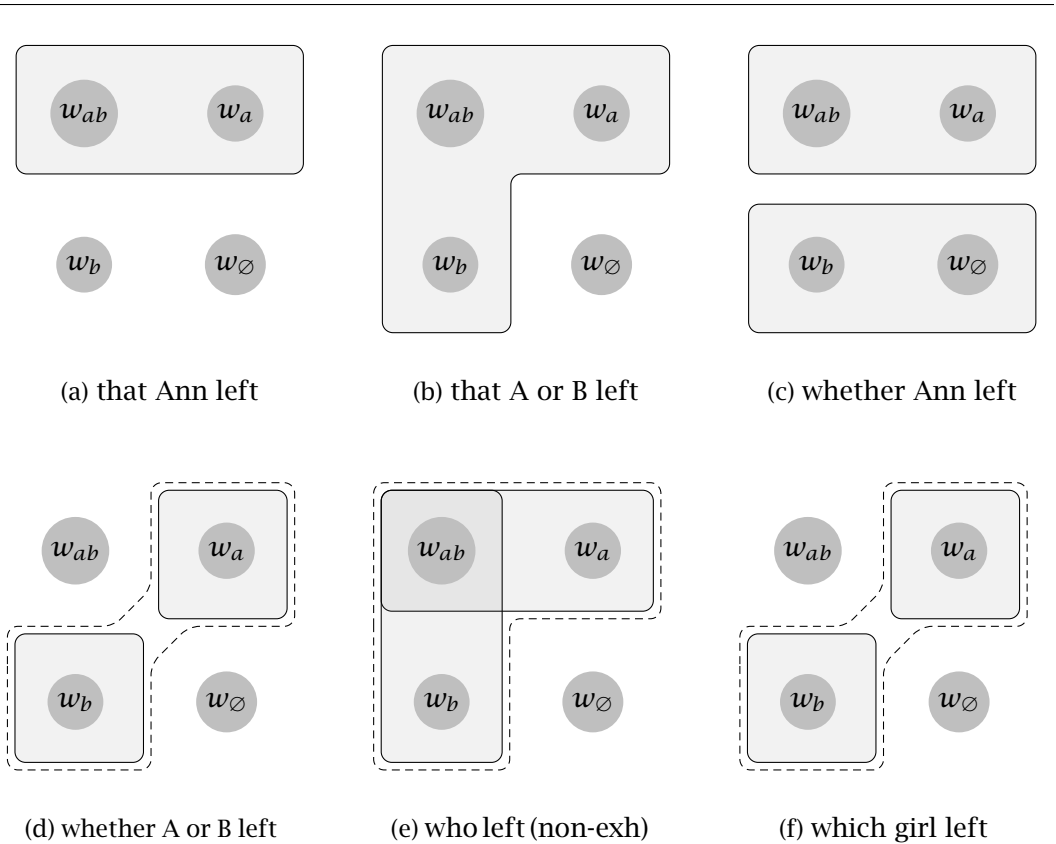 w_ab w_a w_ab w_a w_ab w_a
w_b w_∅ w_b w_∅ w_b w_∅
(a) that Ann left (b) that A or B left (c) whether Ann left
w_ab w_a w_ab w_a w_ab w_a
w_b w_∅ w_b w_∅ w_b w_∅
(d) whether A or B left (e) who left (non-exh) (f) which girl left